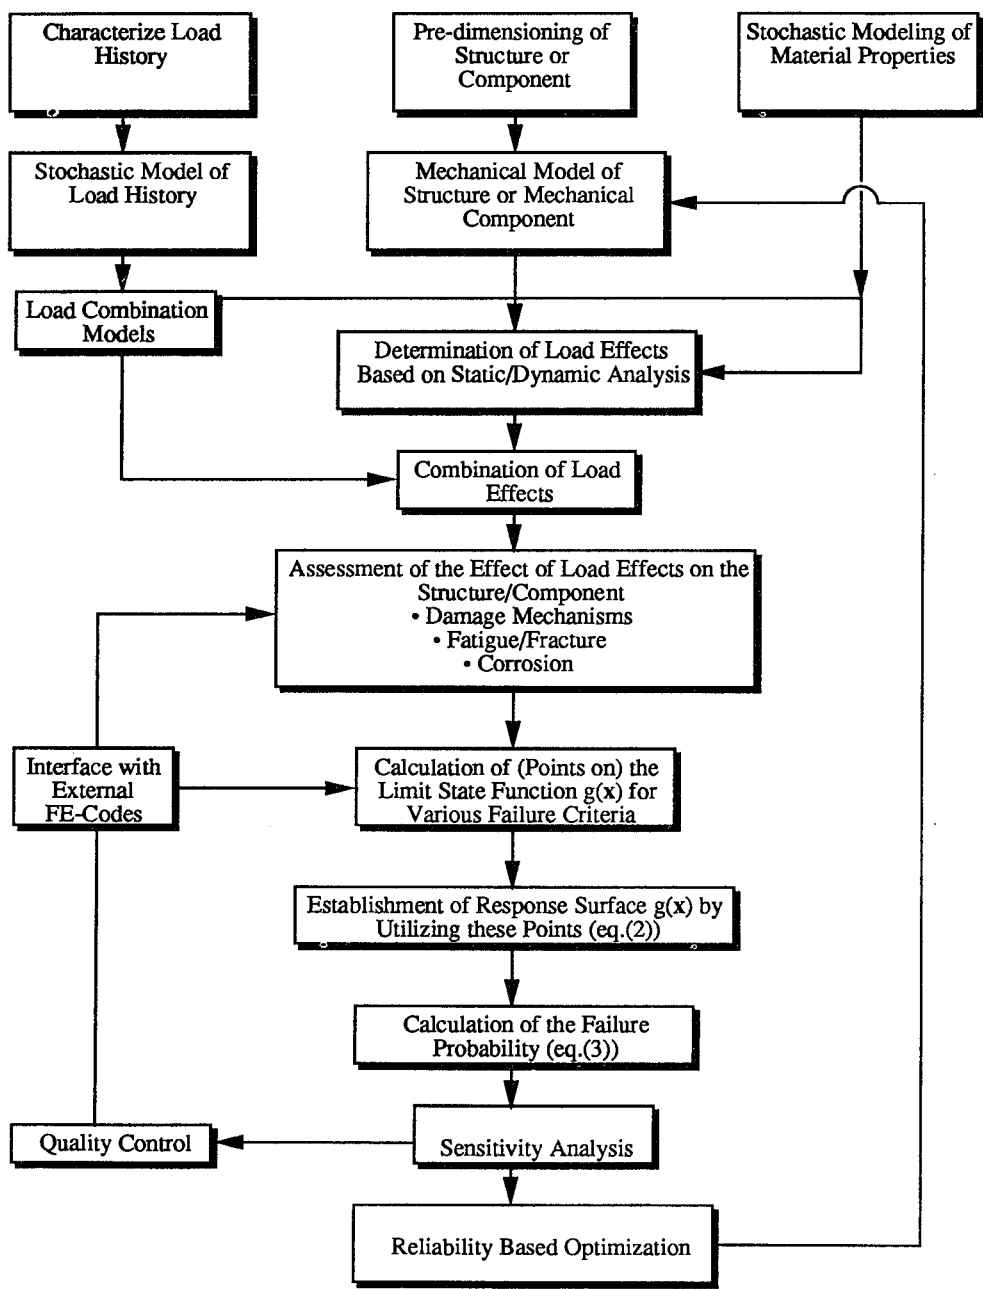 Characterize Load
History
Pre-dimensioning of
Structure or
Component
Stochastic Modeling of
Material Properties
Stochastic Model of
Load History
Mechanical Model of
Structure or Mechanical
Component
Load Combination
Models
Determination of Load Effects
Based on Static/Dynamic Analysis
Combination of Load
Effects
Assessment of the Effect of Load Effects on the
Structure/Component
• Damage Mechanisms
• Fatigue/Fracture
• Corrosion
Interface with
External
FE-Codes
Calculation of (Points on) the
Limit State Function g(x) for
Various Failure Criteria
Establishment of Response Surface g(x) by
Utilizing these Points (eq.(2))
Calculation of the Failure
Probability (eq.(3))
Quality Control
Sensitivity Analysis
Reliability Based Optimization